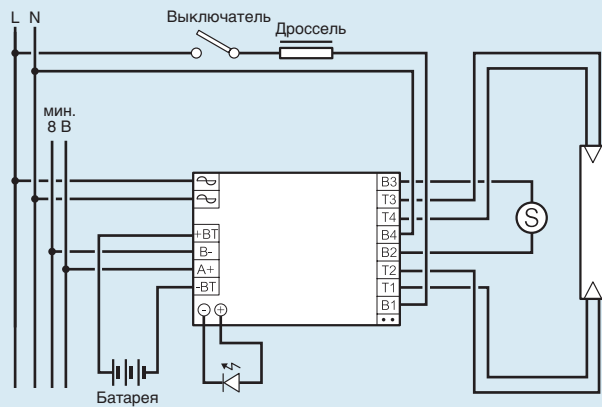 L N
Выключатель
Дроссель
мин.
8 В
B3
T3
T4
+BT
B4
B-
B2
A+
T2
-BT
T1
B1
S
Батарея